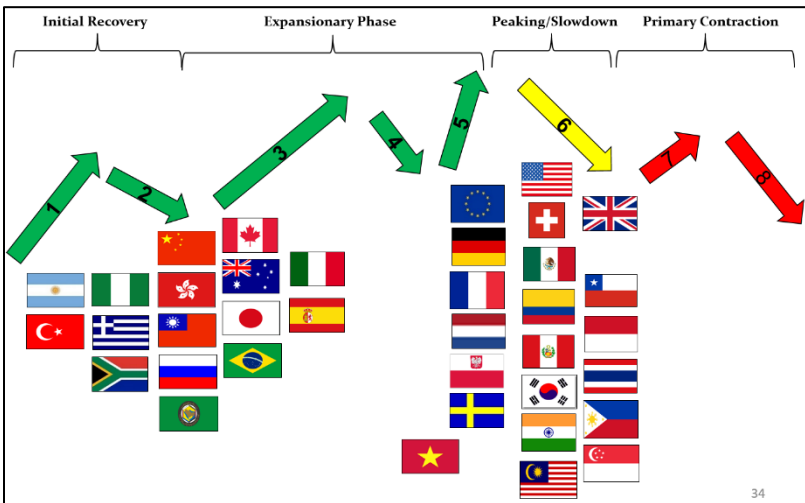 Initial Recovery
Expansionary Phase
Peaking/Slowdown
Primary Contraction
1
2
3
4
5
6
7
8
34